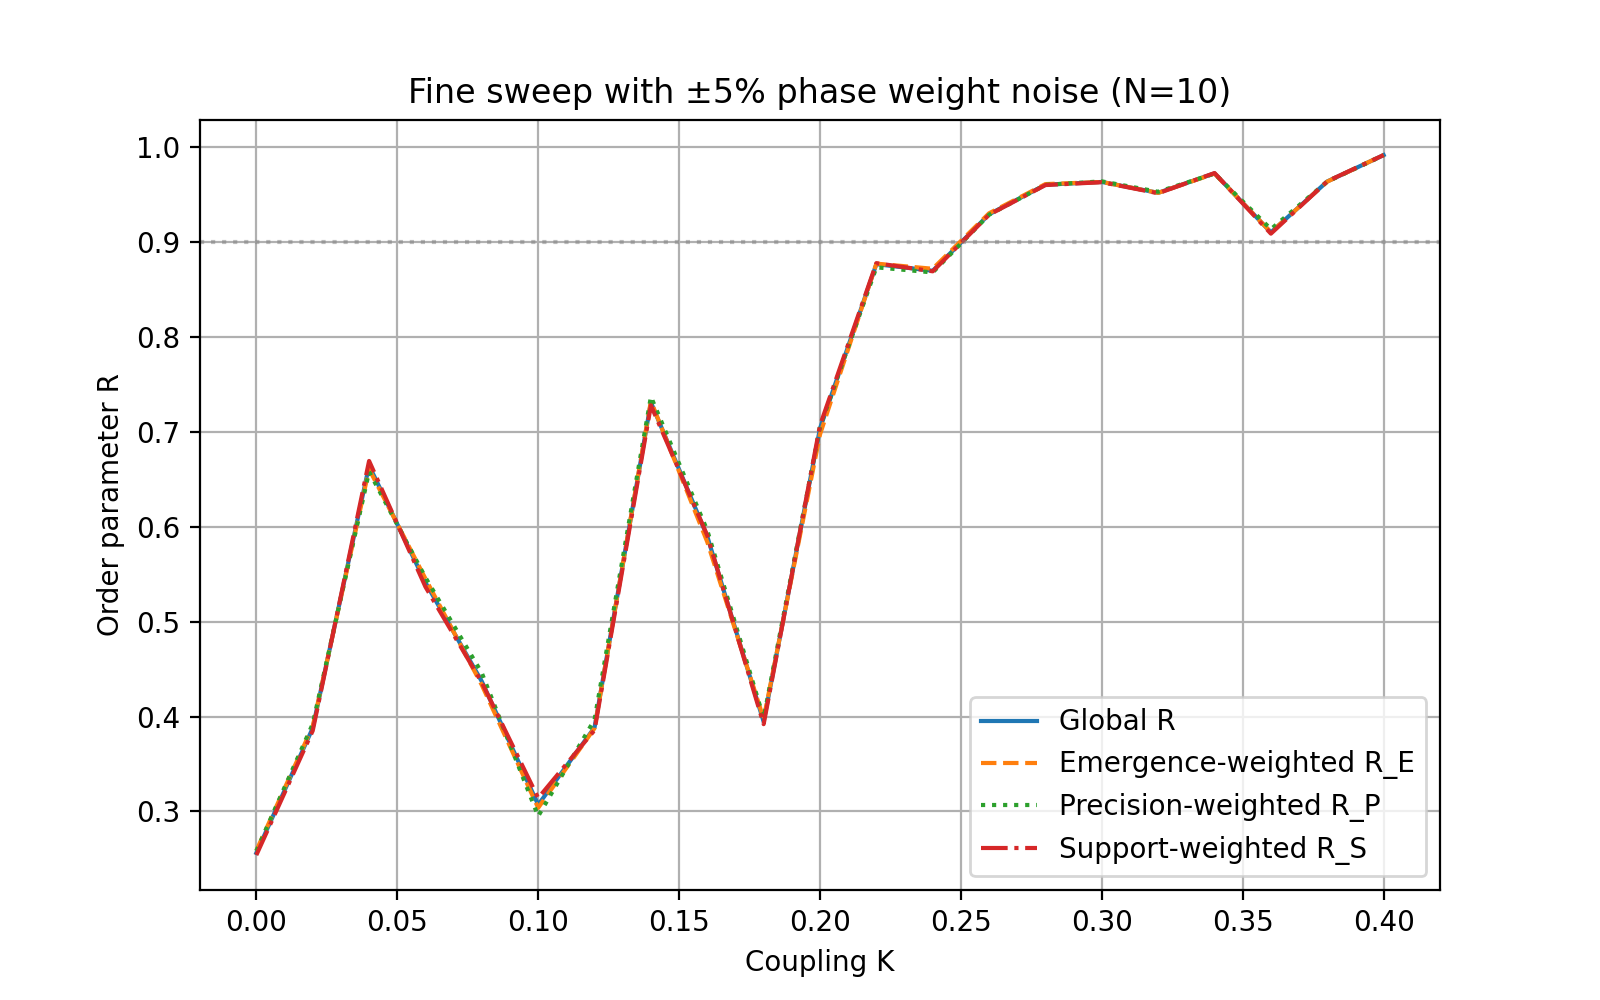 Fine sweep with ±5% phase weight noise (N=10)
1.0
0.9
0.8
0.7
0.6
0.5
0.4
0.3
Order parameter R
Global R
Emergence-weighted R_E
Precision-weighted R_P
Support-weighted R_S
0.00 0.05 0.10 0.15 0.20 0.25 0.30 0.35 0.40
Coupling K